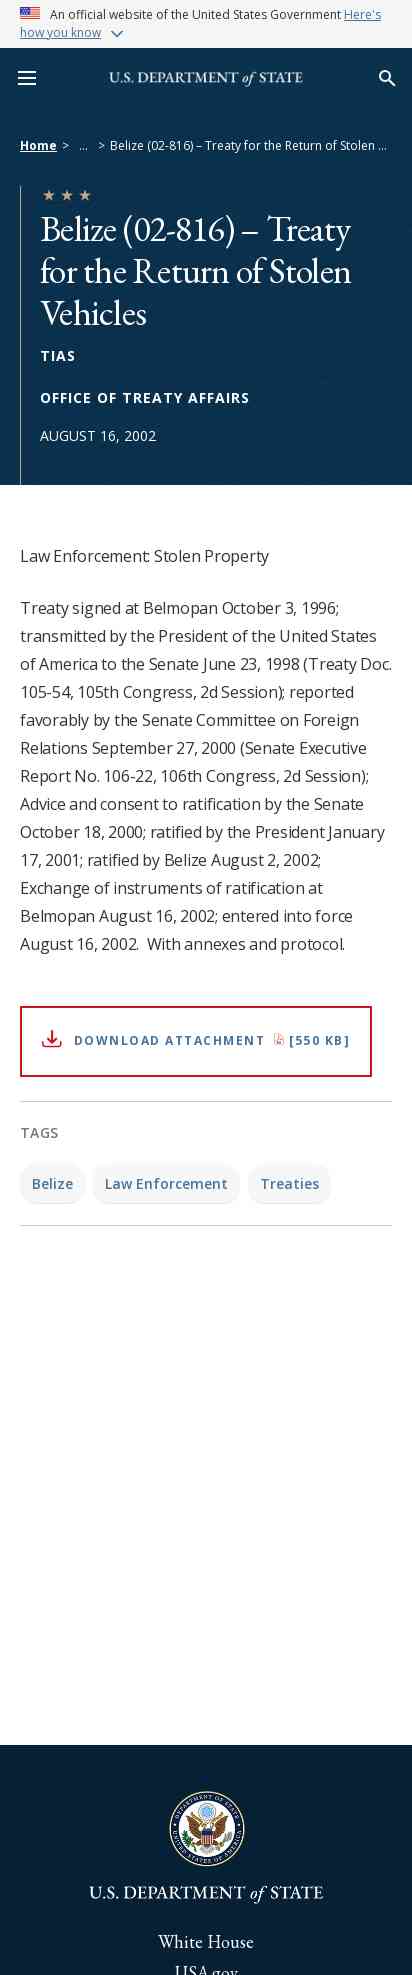 An official website of the United States Government Here's
how you know
U.S. DEPARTMENT of STATE
Home > ... > Belize (02-816) – Treaty for the Return of Stolen ...
Belize (02-816) – Treaty
for the Return of Stolen
Vehicles
TIAS
OFFICE OF TREATY AFFAIRS
AUGUST 16, 2002
Law Enforcement: Stolen Property
Treaty signed at Belmopan October 3, 1996;
transmitted by the President of the United States
of America to the Senate June 23, 1998 (Treaty Doc.
105-54, 105th Congress, 2d Session); reported
favorably by the Senate Committee on Foreign
Relations September 27, 2000 (Senate Executive
Report No. 106-22, 106th Congress, 2d Session);
Advice and consent to ratification by the Senate
October 18, 2000; ratified by the President January
17, 2001; ratified by Belize August 2, 2002;
Exchange of instruments of ratification at
Belmopan August 16, 2002; entered into force
August 16, 2002.  With annexes and protocol.
DOWNLOAD ATTACHMENT [550 KB]
TAGS
Belize Law Enforcement Treaties
DEPARTMENT OF STATE
UNITED STATES OF AMERICA
U.S. DEPARTMENT of STATE
White House
USA.gov